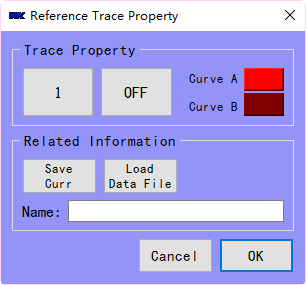 Reference Trace Property
Trace Property
1
OFF
Curve A
Curve B
Related Information
Save
Curr
Load
Data File
Name:
Cancel
OK